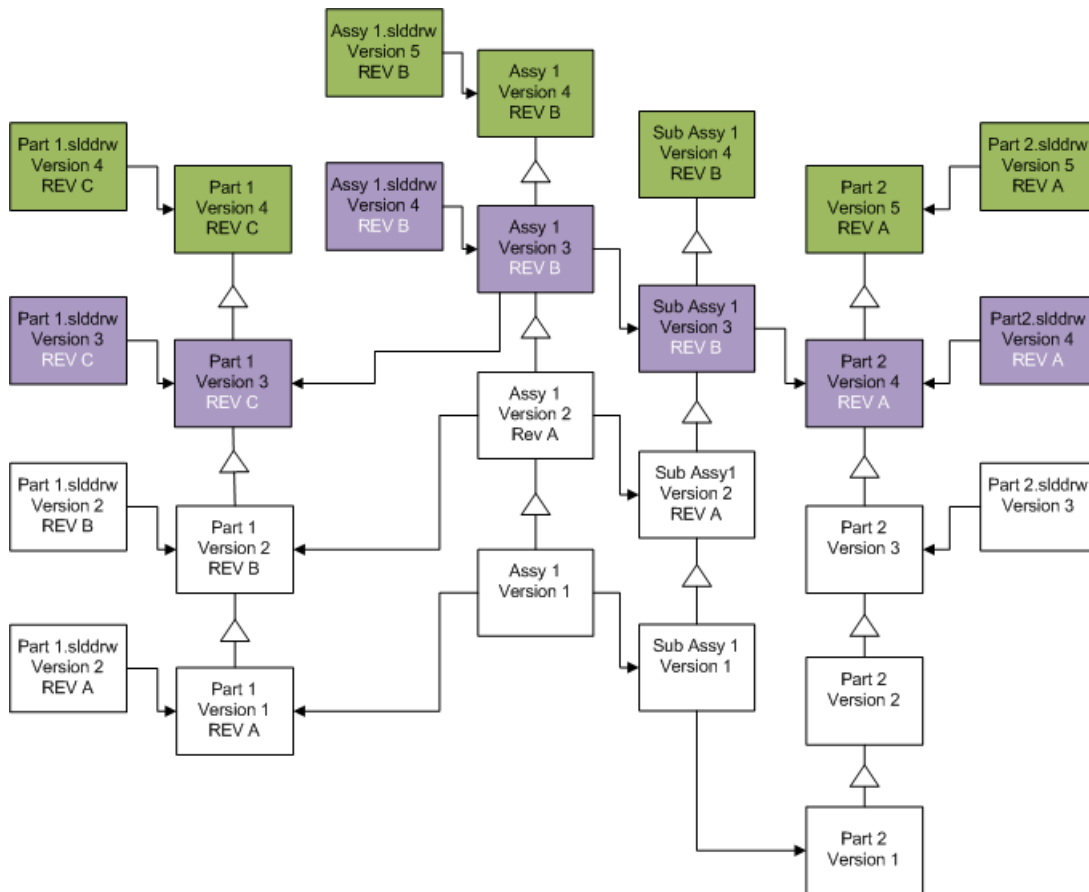 Assy 1.slddrw
Version 5
REV B
Assy 1
Version 4
REV B
Part 1.slddrw
Version 4
REV C
Part 1
Version 4
REV C
Assy 1.slddrw
Version 4
REV B
Sub Assy 1
Version 4
REV B
Part 2
Version 5
REV A
Part 2.slddrw
Version 5
REV A
Assy 1
Version 3
REV B
Part 1.slddrw
Version 3
REV C
Part 1
Version 3
REV C
Sub Assy 1
Version 3
REV B
Part 2
Version 4
REV A
Part2.slddrw
Version 4
REV A
Assy 1
Version 2
Rev A
Part 1.slddrw
Version 2
REV B
Part 1
Version 2
REV B
Sub Assy1
Version 2
REV A
Part 2
Version 3
Part 2.slddrw
Version 3
Assy 1
Version 1
Part 1.slddrw
Version 2
REV A
Part 1
Version 1
REV A
Sub Assy 1
Version 1
Part 2
Version 2
Part 2
Version 1